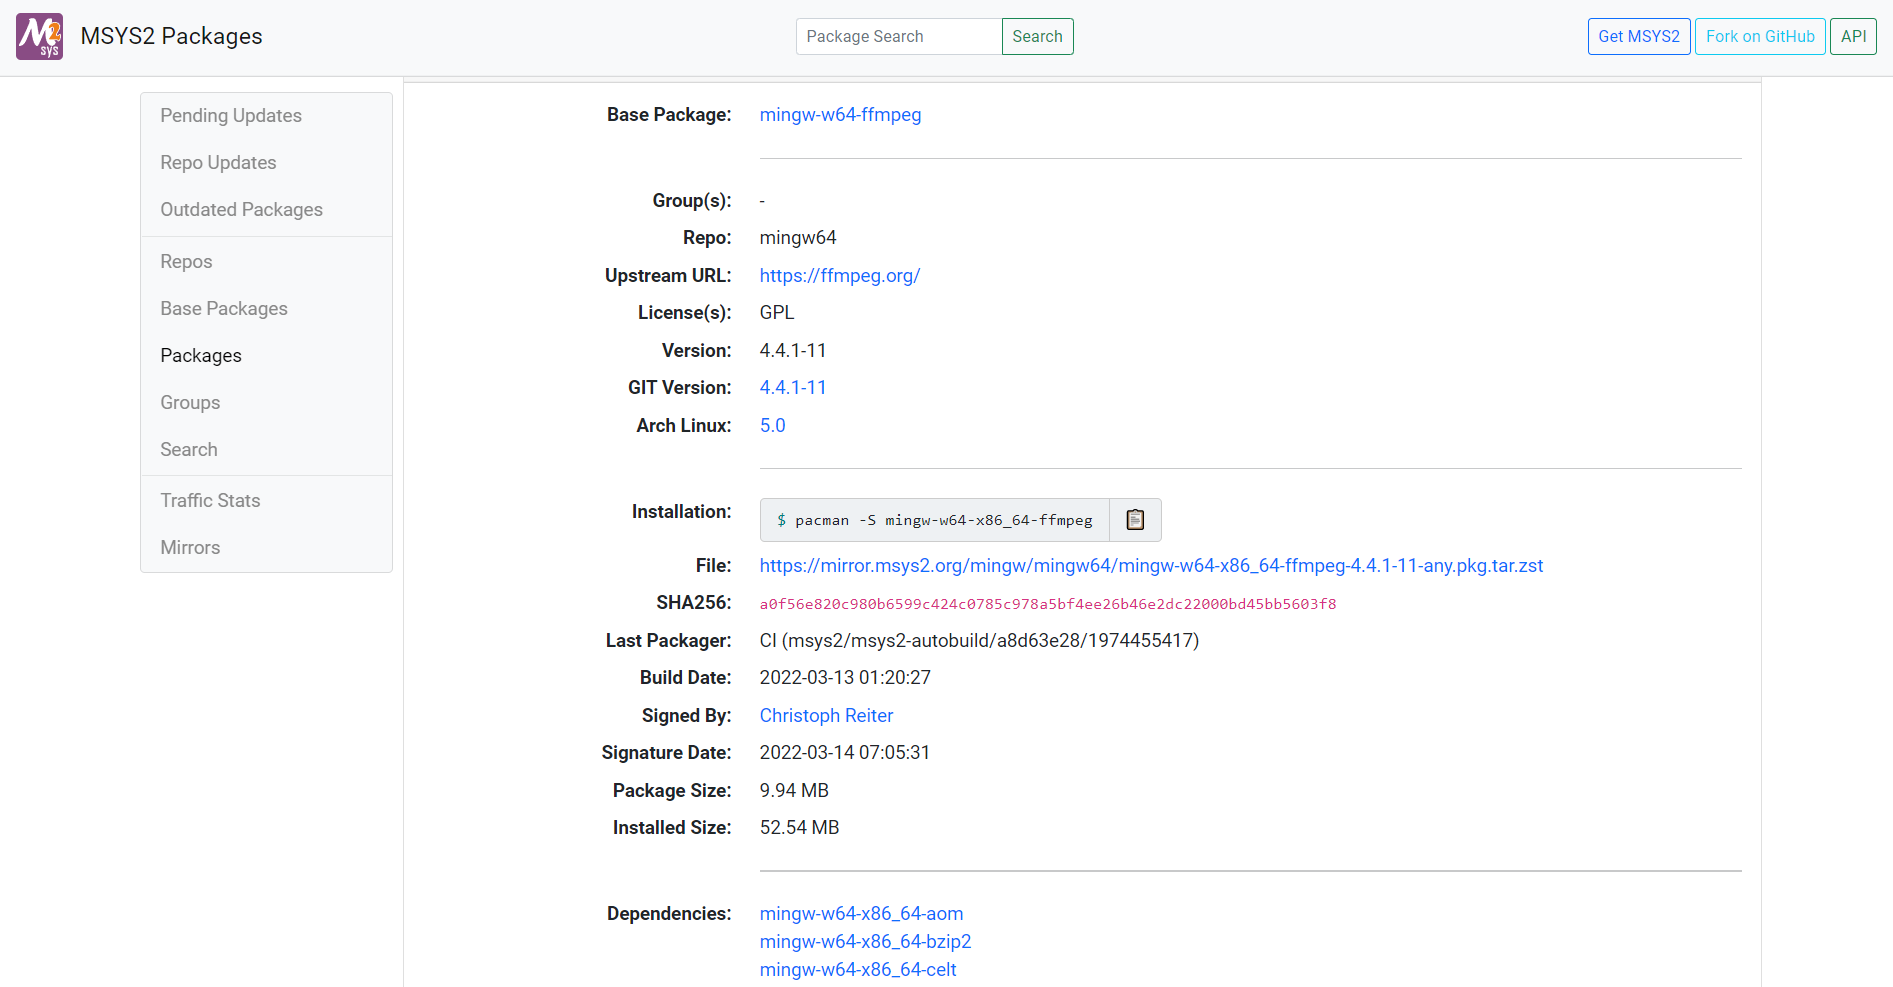 M2 sys MSYS2 Packages Package Search Search Get MSYS2 Fork on GitHub API
Pending Updates
Repo Updates
Outdated Packages
Repos
Base Packages
Packages
Groups
Search
Traffic Stats
Mirrors
Base Package: mingw-w64-ffmpeg
Group(s): -
Repo: mingw64
Upstream URL: https://ffmpeg.org/
License(s): GPL
Version: 4.4.1-11
GIT Version: 4.4.1-11
Arch Linux: 5.0
Installation: $ pacman -S mingw-w64-x86_64-ffmpeg
File: https://mirror.msys2.org/mingw/mingw64/mingw-w64-x86_64-ffmpeg-4.4.1-11-any.pkg.tar.zst
SHA256: a0f56e820c980b6599c424c0785c978a5bf4ee26b46e2dc22000bd45bb5603f8
Last Packager: CI (msys2/msys2-autobuild/a8d63e28/1974455417)
Build Date: 2022-03-13 01:20:27
Signed By: Christoph Reiter
Signature Date: 2022-03-14 07:05:31
Package Size: 9.94 MB
Installed Size: 52.54 MB
Dependencies: mingw-w64-x86_64-aom
mingw-w64-x86_64-bzip2
mingw-w64-x86_64-celt